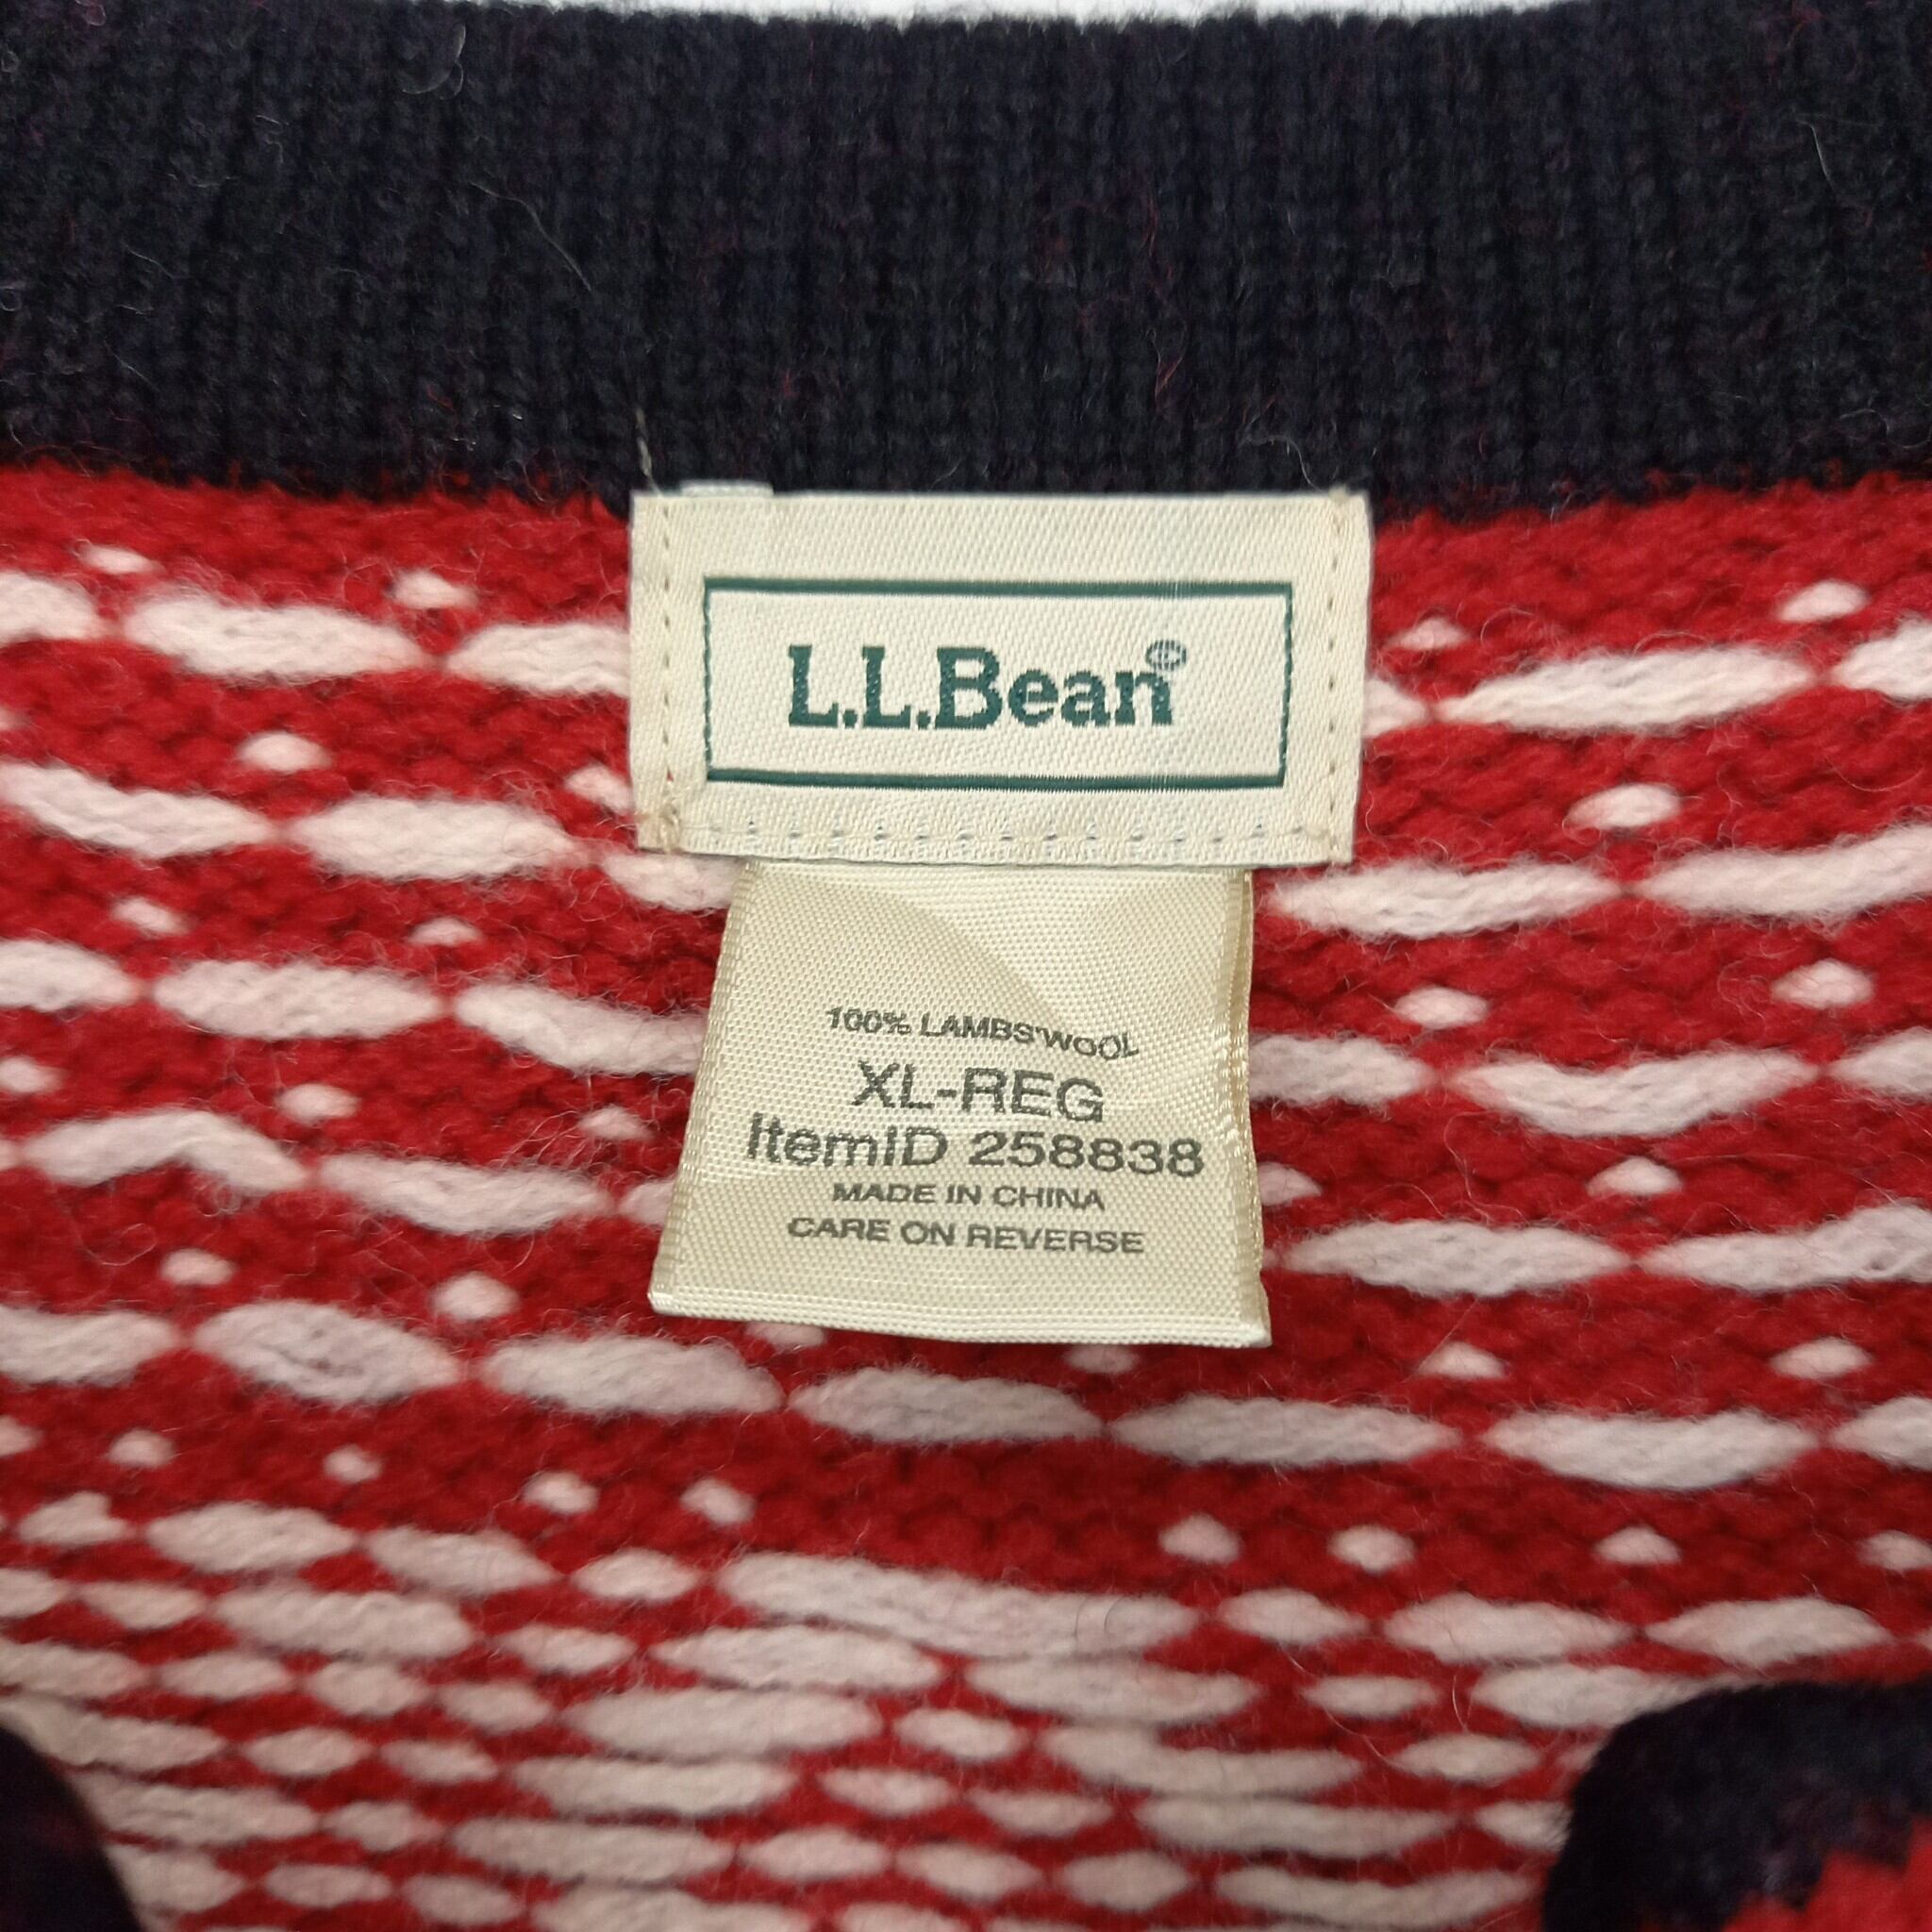 L.L.Bean®
100% LAMBS'WOOL
XL-REG
ItemID 258838
MADE IN CHINA
CARE ON REVERSE